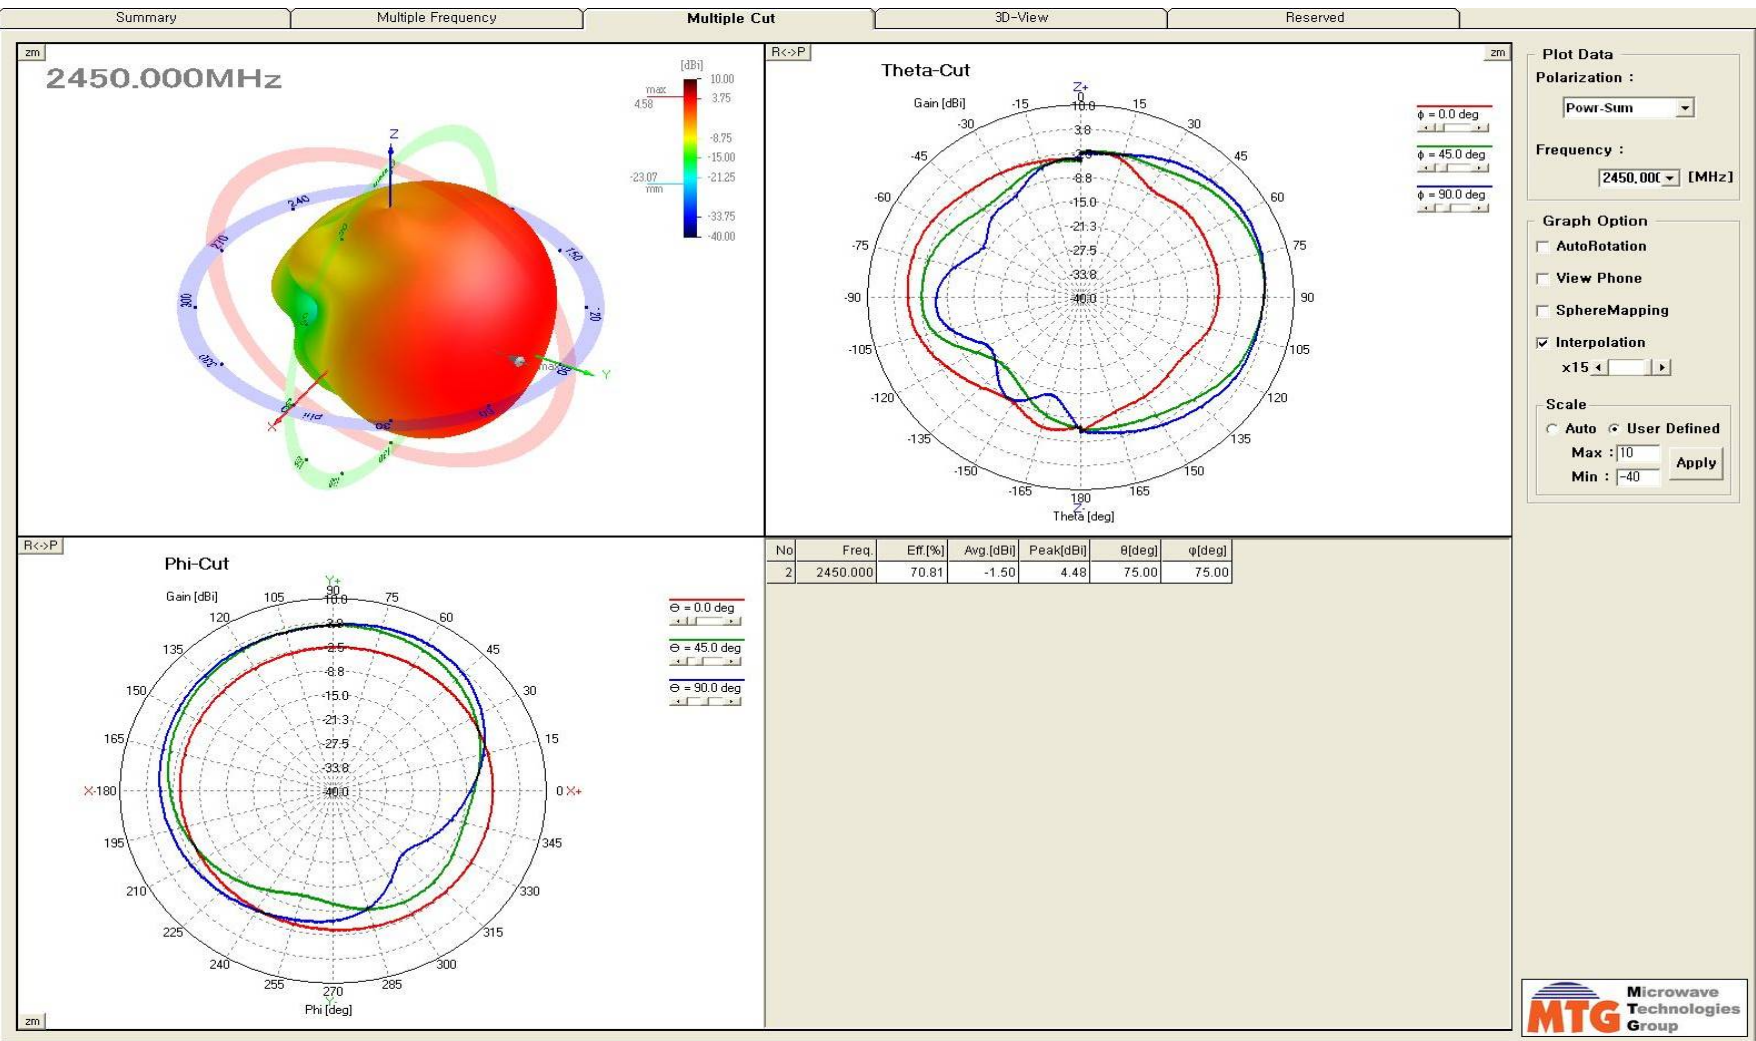 Summary
Multiple Frequency
Multiple Cut
3D-View
Reserved
zm
2450.000MHz
[dBi]
max
4.58
10.00
3.75
-8.75
-15.00
-21.25
-33.75
-40.00
-23.07
mm
Z
Y
X
240
270
300
150
120
30
max
R<->P
zm
Theta-Cut
Gain [dBi]
Z+
0
-15
15
-30
30
-45
45
-60
60
-75
75
-90
90
-105
105
-120
120
-135
135
-150
150
-165
165
180
Z-
Theta [deg]
10.0
3.8
-8.8
-15.0
-21.3
-27.5
-33.8
-40.0
ϕ = 0.0 deg
ϕ = 45.0 deg
ϕ = 90.0 deg
R<->P
Phi-Cut
Gain [dBi]
Y+
90
105
75
120
60
135
45
150
30
165
15
X-180
0 X+
195
345
210
330
225
315
240
300
255
285
270
Y-
Phi [deg]
10.0
-2.5
-8.8
-15.0
-21.3
-27.5
-33.8
-40.0
Θ = 0.0 deg
Θ = 45.0 deg
Θ = 90.0 deg
zm
No Freq. Eff.[%] Avg.[dBi] Peak[dBi] θ[deg] φ[deg]
2 2450.000 70.81 -1.50 4.48 75.00 75.00
Plot Data
Polarization :
Powr-Sum
Frequency :
2450,000 [MHz]
Graph Option
AutoRotation
View Phone
SphereMapping
Interpolation
x15
Scale
Auto User Defined
Max : 10
Min : -40
Apply
MTG
Microwave
Technologies
Group